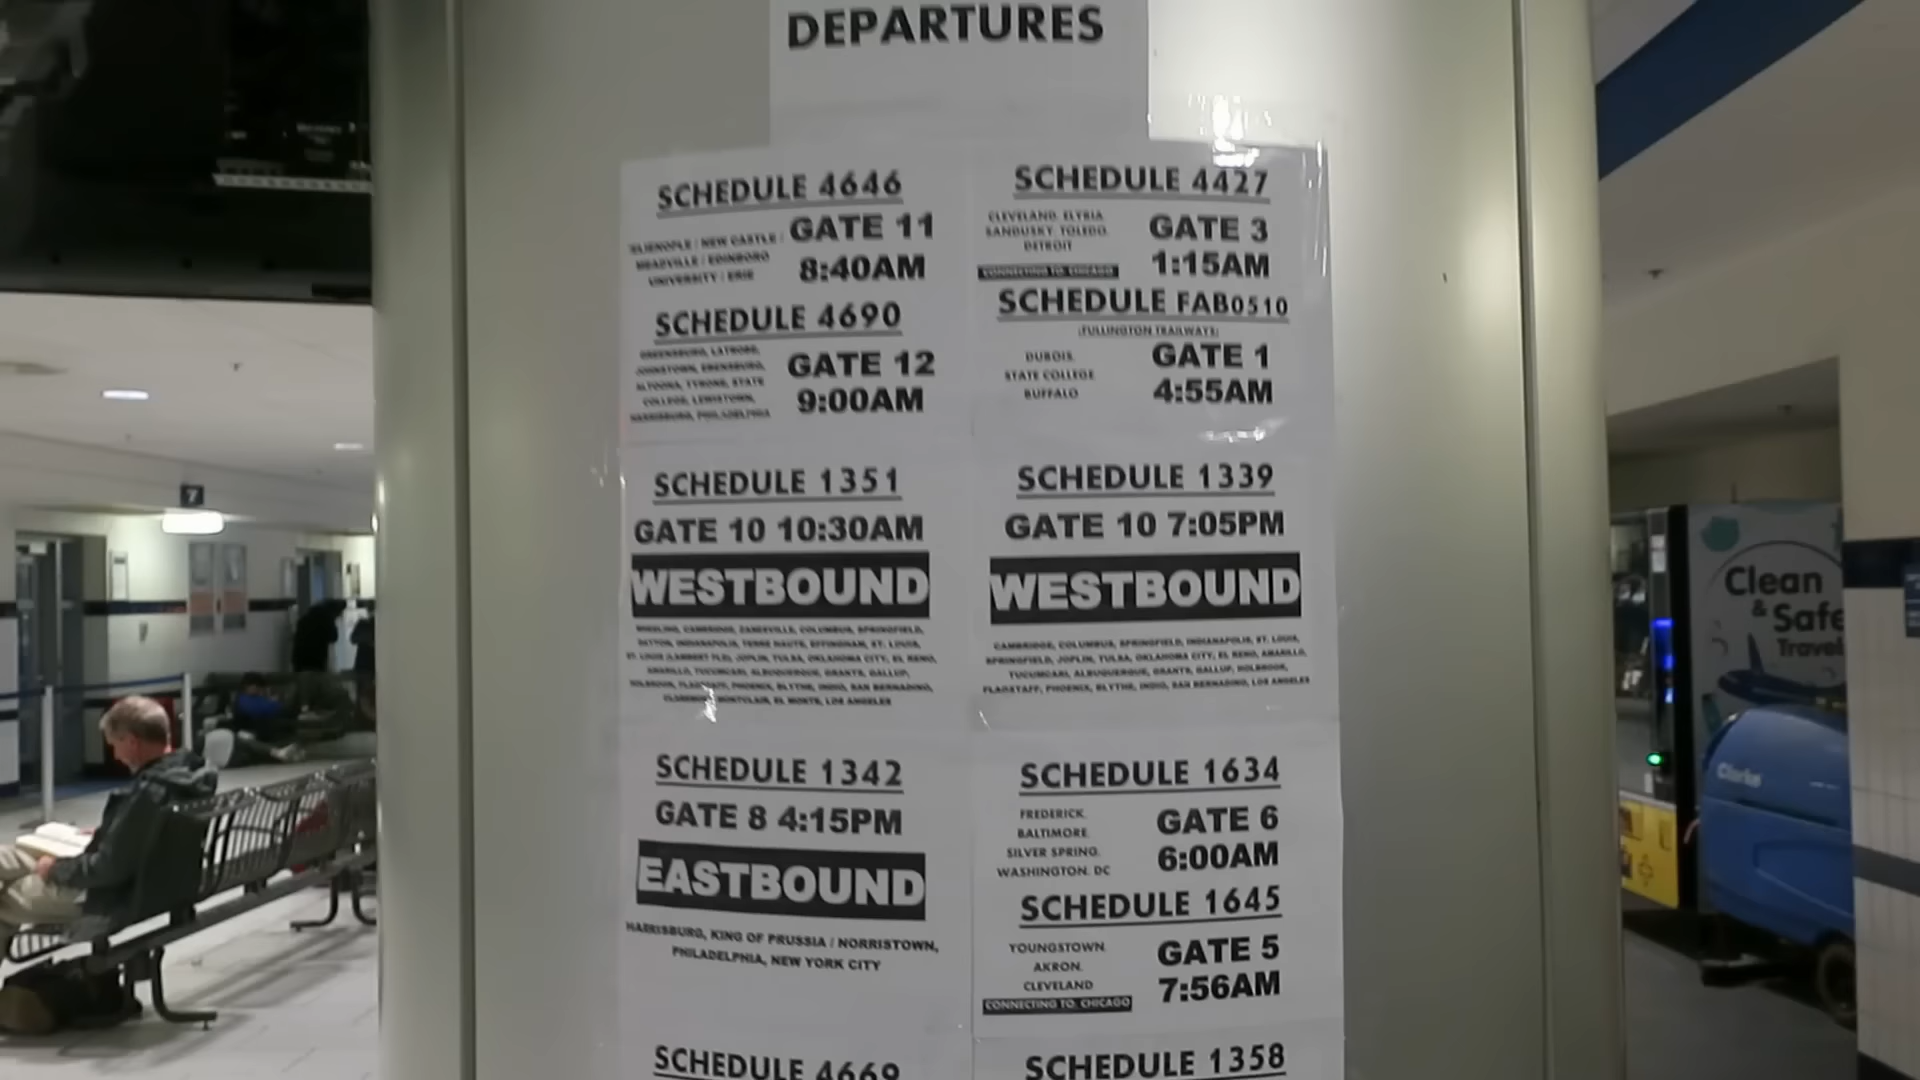 DEPARTURES
SCHEDULE 4646
GATE 11
8:40AM
NEW CASTLE /
MEADVILLE / EDINBORO
UNIVERSITY / ERIE
SCHEDULE 4690
GREENSBURG, LATROBE,
JOHNSTOWN, EBENSBURG,
ALTOONA, TYRONE, STATE
COLLEGE, LEWISTOWN,
HARRISBURG, PHILADELPHIA
GATE 12
9:00AM
SCHEDULE 1351
GATE 10 10:30AM
WESTBOUND
WHEELING, CAMBRIDGE, ZANESVILLE, COLUMBUS, SPRINGFIELD,
DAYTON, INDIANAPOLIS, TERRE HAUTE, EFFINGHAM, ST. LOUIS,
ST. LOUIS (LAMBERT FLD), JOPLIN, TULSA, OKLAHOMA CITY, EL RENO,
AMARILLO, TUCUMCARI, ALBUQUERQUE, GRANTS, GALLUP,
HOLBROOK, FLAGSTAFF, PHOENIX, BLYTHE, INDIO, SAN BERNADINO,
CLAREMONT, MONTCLAIR, EL MONTE, LOS ANGELES
SCHEDULE 1342
GATE 8 4:15PM
EASTBOUND
HARRISBURG, KING OF PRUSSIA / NORRISTOWN,
PHILADELPHIA, NEW YORK CITY
SCHEDULE 4669
SCHEDULE 4427
CLEVELAND, ELYRIA,
SANDUSKY, TOLEDO,
DETROIT
CONNECTING TO: CHICAGO
GATE 3
1:15AM
SCHEDULE FAB0510
(FULLINGTON TRAILWAYS)
DUBOIS,
STATE COLLEGE
BUFFALO
GATE 1
4:55AM
SCHEDULE 1339
GATE 10 7:05PM
WESTBOUND
CAMBRIDGE, COLUMBUS, SPRINGFIELD, INDIANAPOLIS, ST. LOUIS,
SPRINGFIELD, JOPLIN, TULSA, OKLAHOMA CITY, EL RENO, AMARILLO,
TUCUMCARI, ALBUQUERQUE, GRANTS, GALLUP, HOLBROOK,
FLAGSTAFF, PHOENIX, BLYTHE, INDIO, SAN BERNADINO, LOS ANGELES
SCHEDULE 1634
FREDERICK,
BALTIMORE,
SILVER SPRING,
WASHINGTON, DC
GATE 6
6:00AM
SCHEDULE 1645
YOUNGSTOWN,
AKRON,
CLEVELAND
CONNECTING TO: CHICAGO
GATE 5
7:56AM
SCHEDULE 1358
7
Clean
& Safe
Travel
Clarke